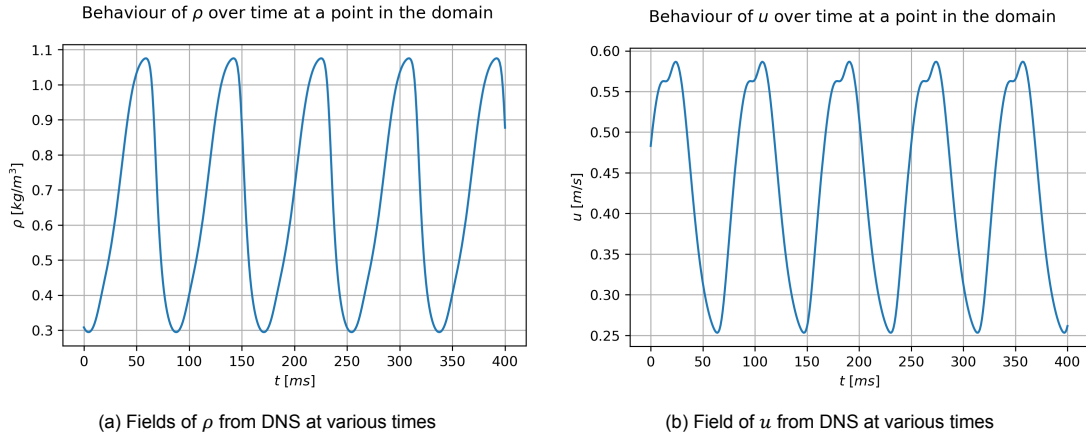 Behaviour of ρ over time at a point in the domain
1.1
1.0
0.9
0.8
0.7
0.6
0.5
0.4
0.3
ρ [kg/m³]
0 50 100 150 200 250 300 350 400
t [ms]
(a) Fields of ρ from DNS at various times
Behaviour of u over time at a point in the domain
0.60
0.55
0.50
0.45
0.40
0.35
0.30
0.25
u [m/s]
0 50 100 150 200 250 300 350 400
t [ms]
(b) Field of u from DNS at various times